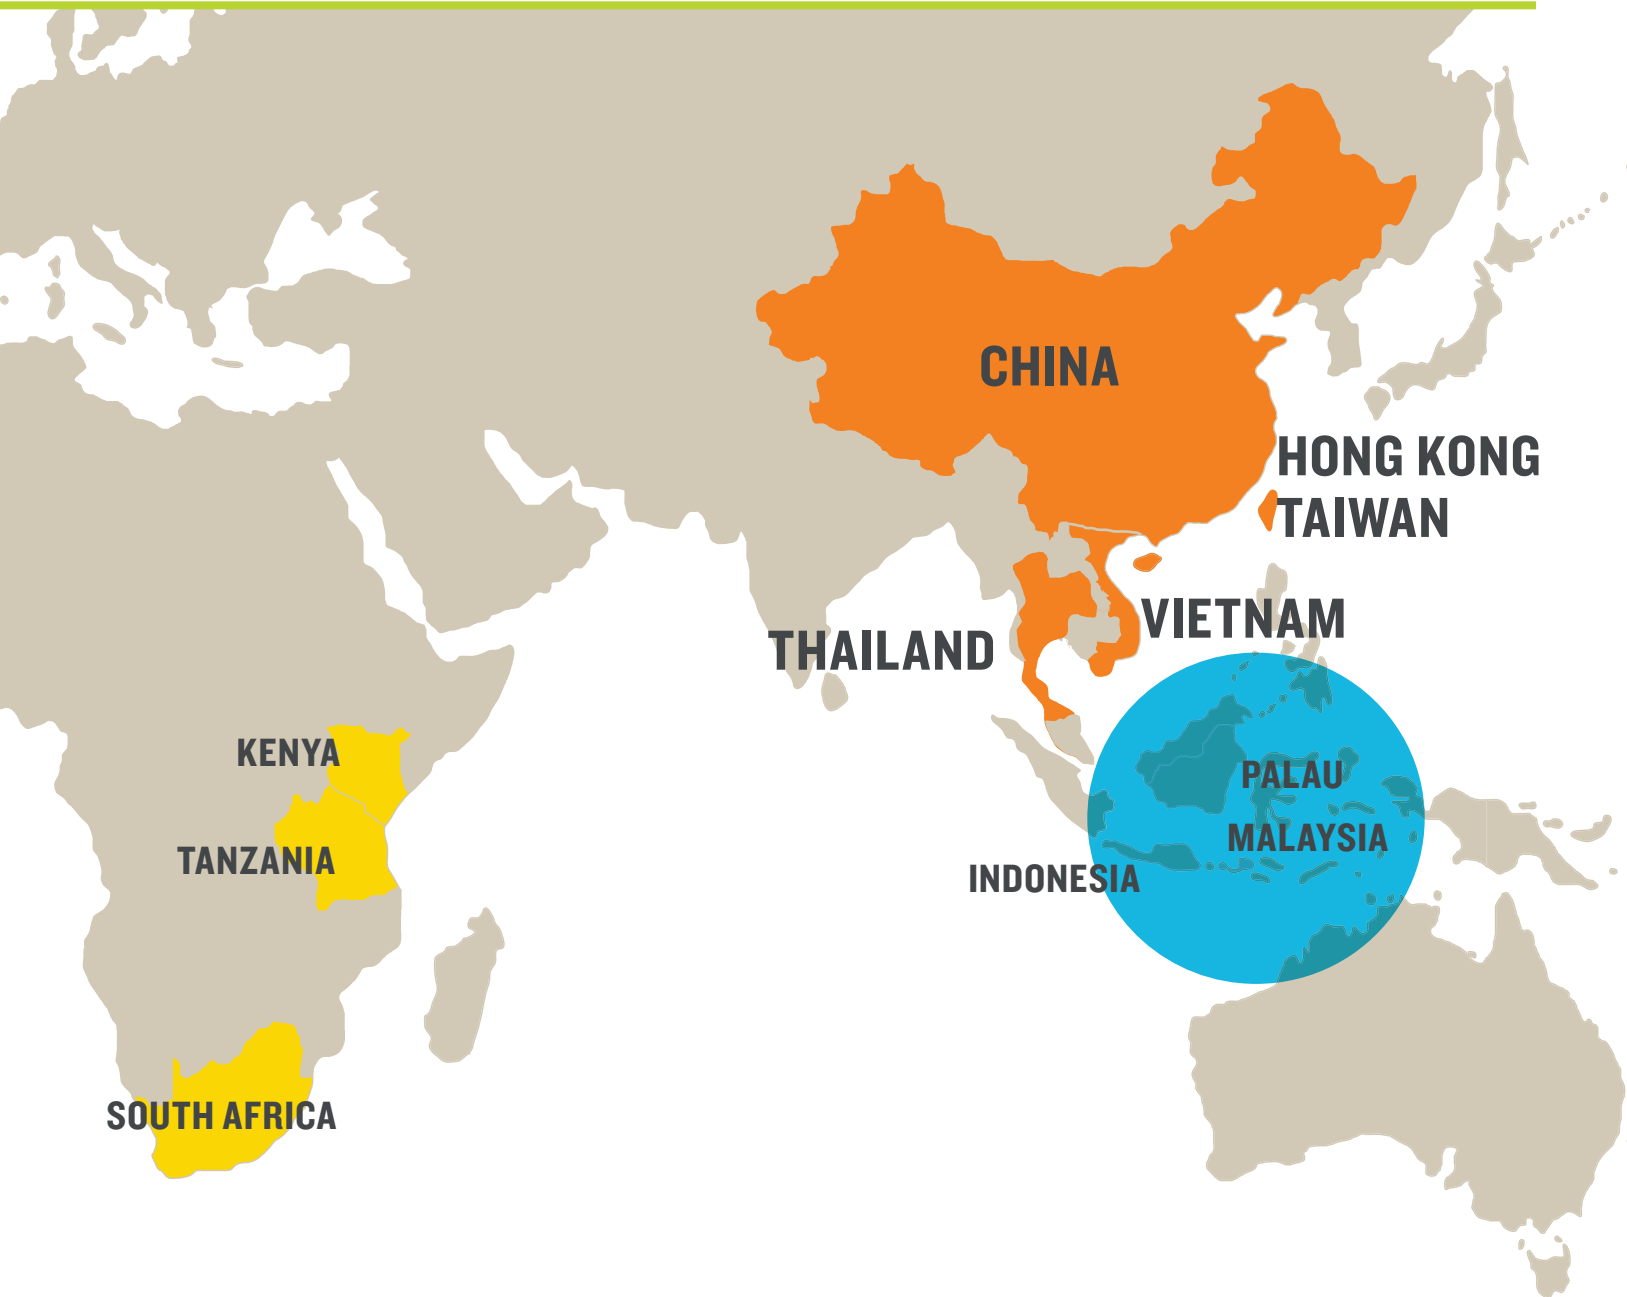 CHINA
HONG KONG
TAIWAN
VIETNAM
THAILAND
KENYA
PALAU
MALAYSIA
TANZANIA
INDONESIA
SOUTH AFRICA